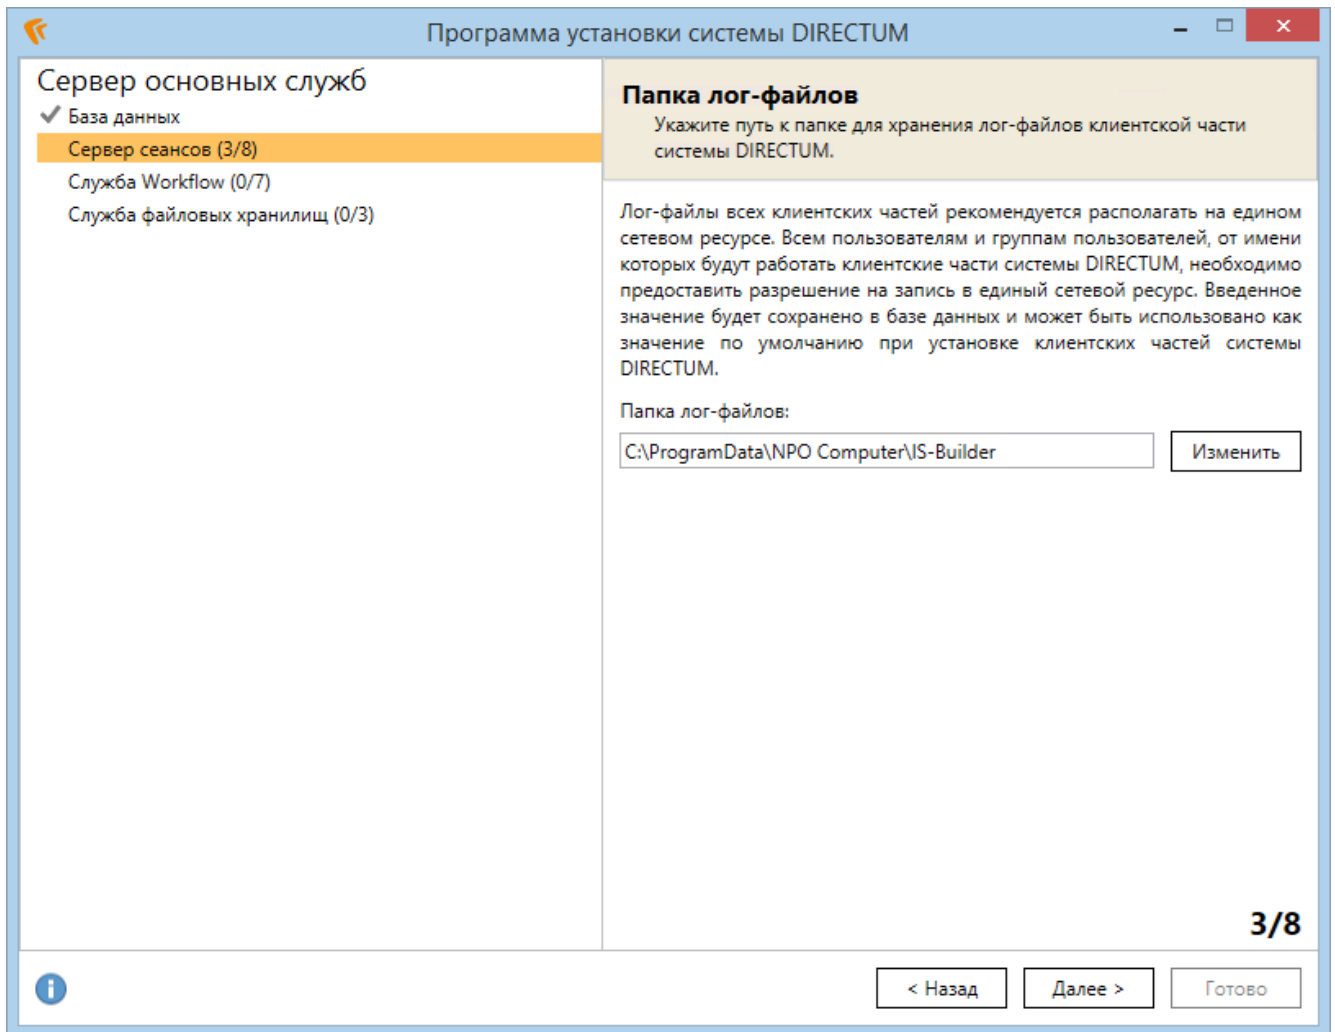 Программа установки системы DIRECTUM
Сервер основных служб
База данных
Сервер сеансов (3/8)
Служба Workflow (0/7)
Служба файловых хранилищ (0/3)
Папка лог-файлов
Укажите путь к папке для хранения лог-файлов клиентской части
системы DIRECTUM.
Лог-файлы всех клиентских частей рекомендуется располагать на едином
сетевом ресурсе. Всем пользователям и группам пользователей, от имени
которых будут работать клиентские части системы DIRECTUM, необходимо
предоставить разрешение на запись в единый сетевой ресурс. Введенное
значение будет сохранено в базе данных и может быть использовано как
значение по умолчанию при установке клиентских частей системы
DIRECTUM.
Папка лог-файлов:
C:\ProgramData\NPO Computer\IS-Builder
Изменить
3/8
< Назад
Далее >
Готово